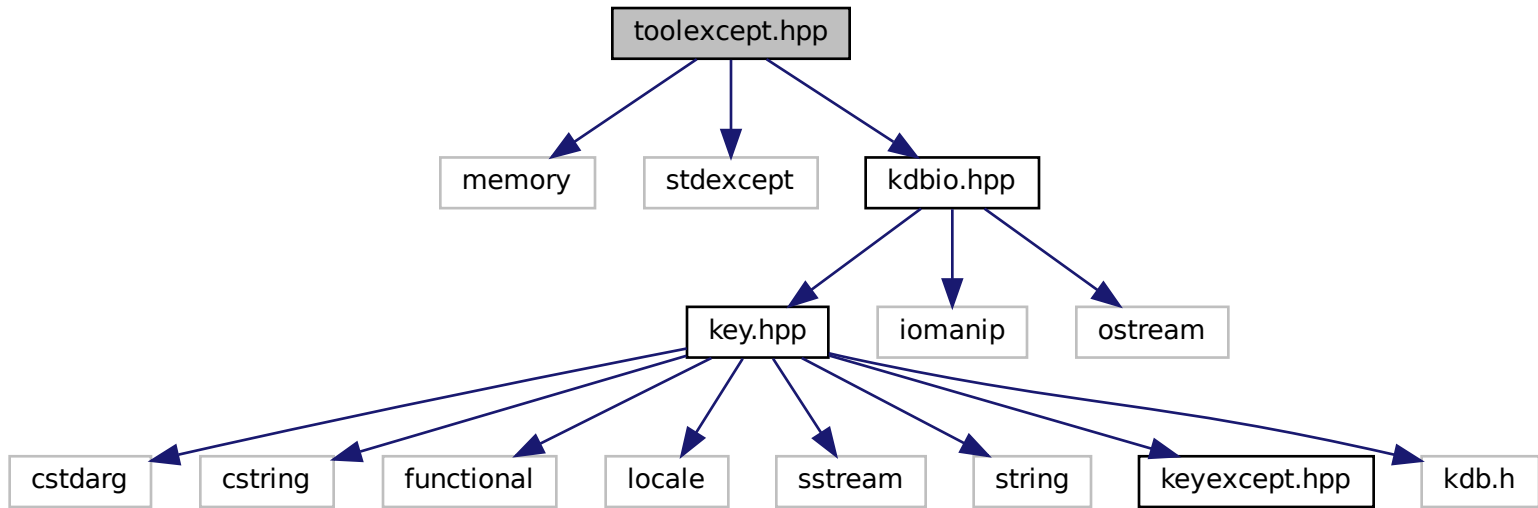 toolexcept.hpp
memory
stdexcept
kdbio.hpp
key.hpp
iomanip
ostream
cstdarg
cstring
functional
locale
sstream
string
keyexcept.hpp
kdb.h